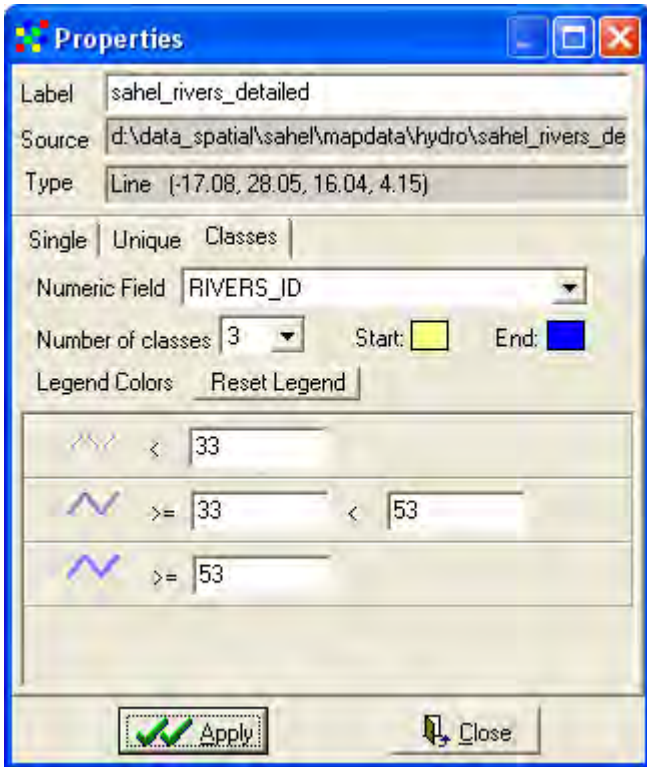 Properties
Label sahel_rivers_detailed
Source d:\data_spatial\sahel\mapdata\hydro\sahel_rivers_de
Type Line (-17.08, 28.05, 16.04, 4.15)
Single Unique Classes
Numeric Field RIVERS_ID
Number of classes 3 Start: End:
Legend Colors Reset Legend
< 33
>= 33 < 53
>= 53
Apply Close